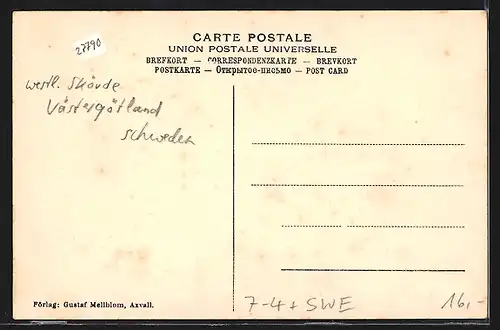 CARTE POSTALE
UNION POSTALE UNIVERSELLE
BREFKORT — CORRESPONDENZKARTE — BREVKORT
POSTKARTE — Открытое-письмо — POST CARD
27790
westl. Skövde
Västergötland
Schweden
Förlag: Gustaf Mellblom, Axvall.
7-4+ SWE
16,-